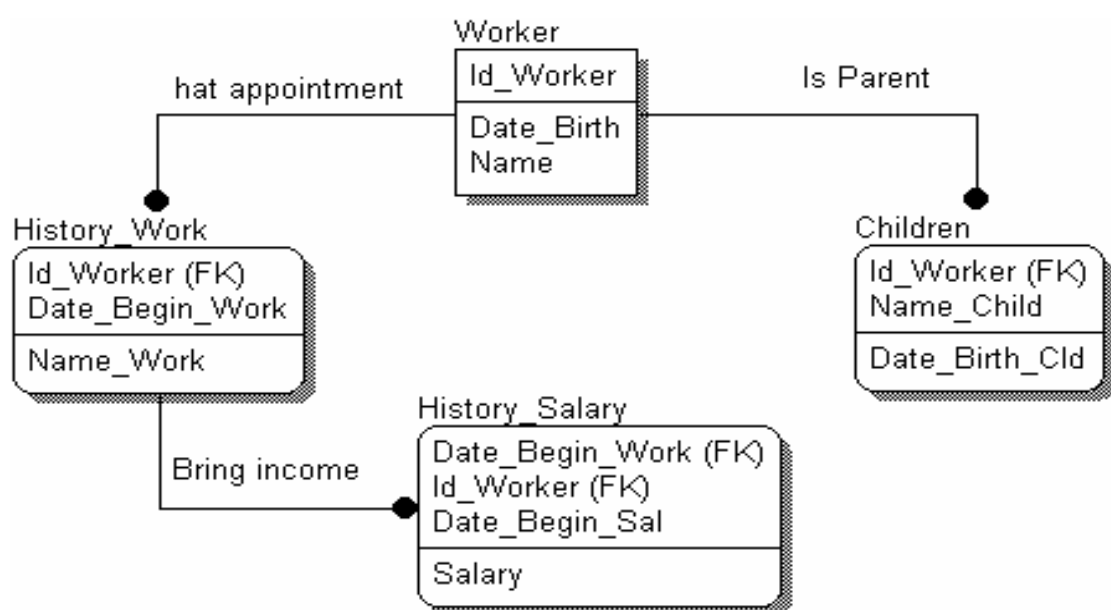 Worker
Id_Worker
Date_Birth
Name
hat appointment
Is Parent
History_Work
Id_Worker (FK)
Date_Begin_Work
Name_Work
Children
Id_Worker (FK)
Name_Child
Date_Birth_Cld
Bring income
History_Salary
Date_Begin_Work (FK)
Id_Worker (FK)
Date_Begin_Sal
Salary